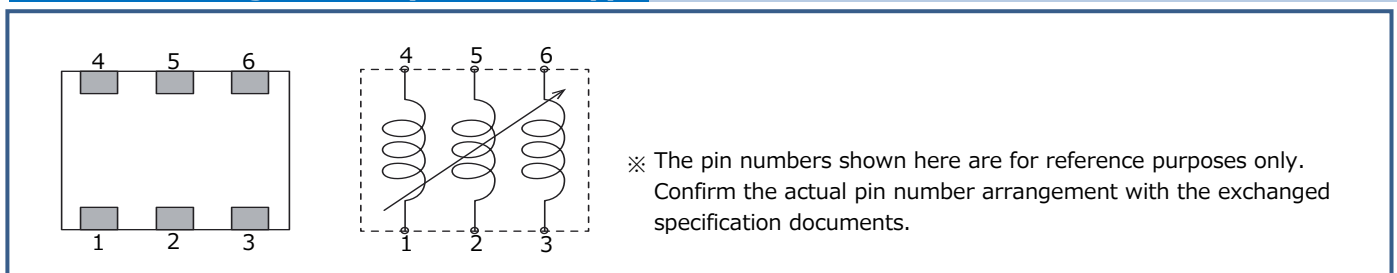 4 5 6
1 2 3
4 5 6
1 2 3
※ The pin numbers shown here are for reference purposes only.
Confirm the actual pin number arrangement with the exchanged
specification documents.